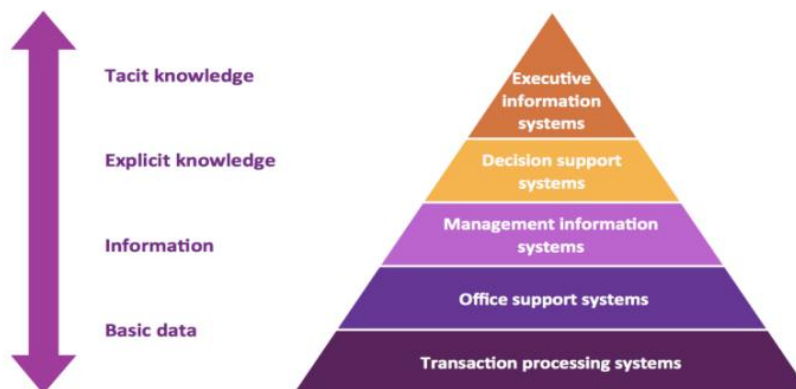 Tacit knowledge
Explicit knowledge
Information
Basic data
Executive
information
systems
Decision support
systems
Management information
systems
Office support systems
Transaction processing systems